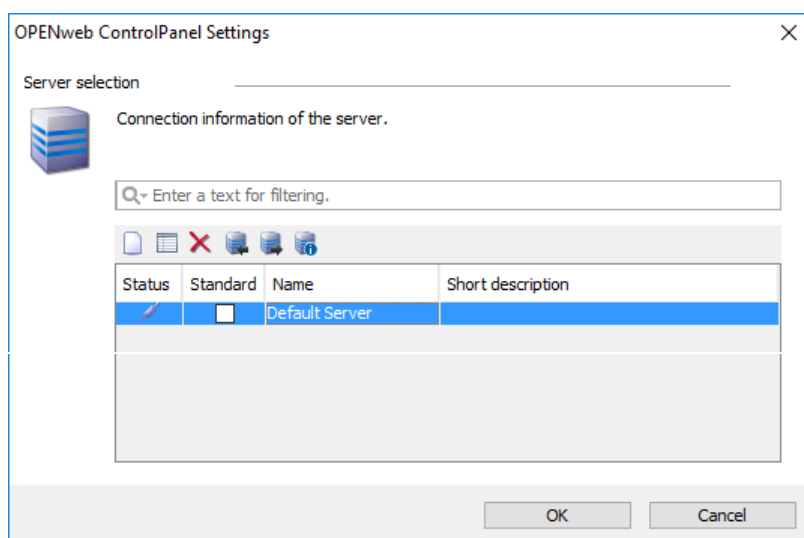 OPENweb ControlPanel Settings
Server selection
Connection information of the server.
Enter a text for filtering.
Status Standard Name Short description
Default Server
OK Cancel